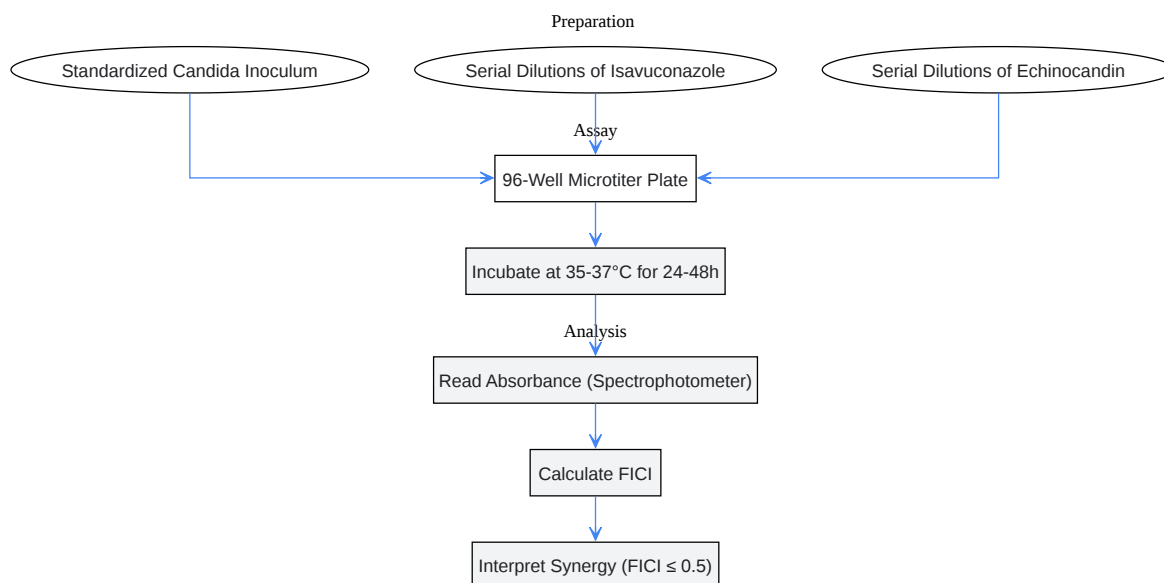 Preparation
Standardized Candida Inoculum
Serial Dilutions of Isavuconazole
Serial Dilutions of Echinocandin
Assay
96-Well Microtiter Plate
Incubate at 35-37°C for 24-48h
Analysis
Read Absorbance (Spectrophotometer)
Calculate FICI
Interpret Synergy (FICI ≤ 0.5)